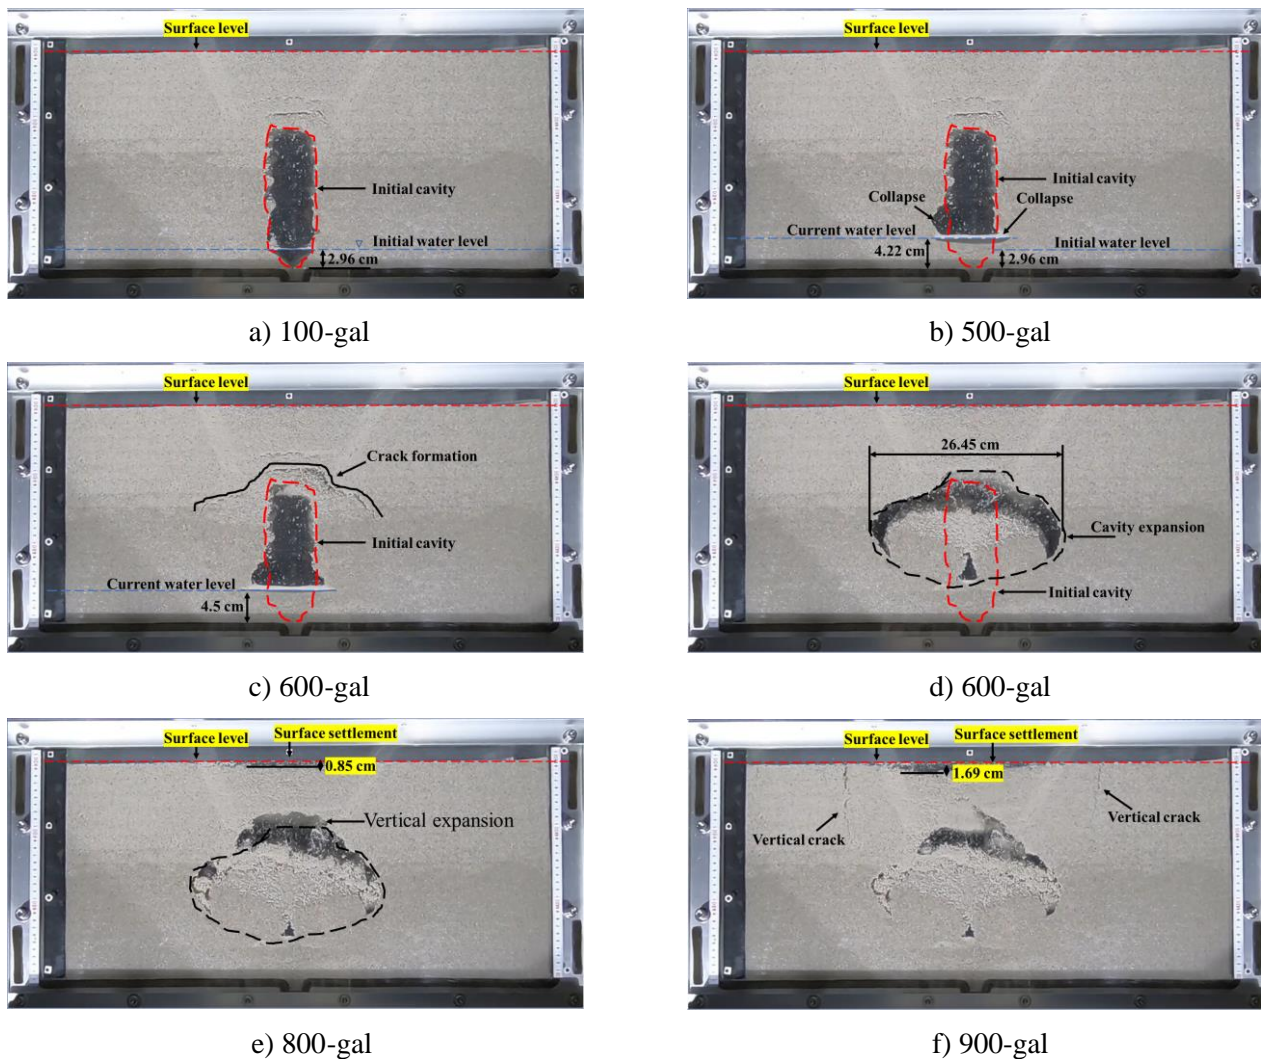 Surface level
Initial cavity
Initial water level
2.96 cm
a) 100-gal
Surface level
Initial cavity
Collapse
Collapse
Current water level
Initial water level
4.22 cm
2.96 cm
b) 500-gal
Surface level
Crack formation
Initial cavity
Current water level
4.5 cm
c) 600-gal
Surface level
26.45 cm
Cavity expansion
Initial cavity
d) 600-gal
Surface settlement
Surface level
0.85 cm
Vertical expansion
e) 800-gal
Surface level
Surface settlement
1.69 cm
Vertical crack
Vertical crack
f) 900-gal